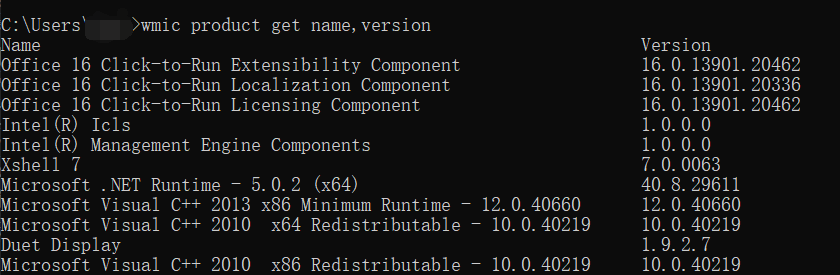 C:\Users\ >wmic product get name,version
Name Version
Office 16 Click-to-Run Extensibility Component 16.0.13901.20462
Office 16 Click-to-Run Localization Component 16.0.13901.20336
Office 16 Click-to-Run Licensing Component 16.0.13901.20462
Intel(R) Icls 1.0.0.0
Intel(R) Management Engine Components 1.0.0.0
Xshell 7 7.0.0063
Microsoft .NET Runtime - 5.0.2 (x64) 40.8.29611
Microsoft Visual C++ 2013 x86 Minimum Runtime - 12.0.40660 12.0.40660
Microsoft Visual C++ 2010  x64 Redistributable - 10.0.40219 10.0.40219
Duet Display 1.9.2.7
Microsoft Visual C++ 2010  x86 Redistributable - 10.0.40219 10.0.40219